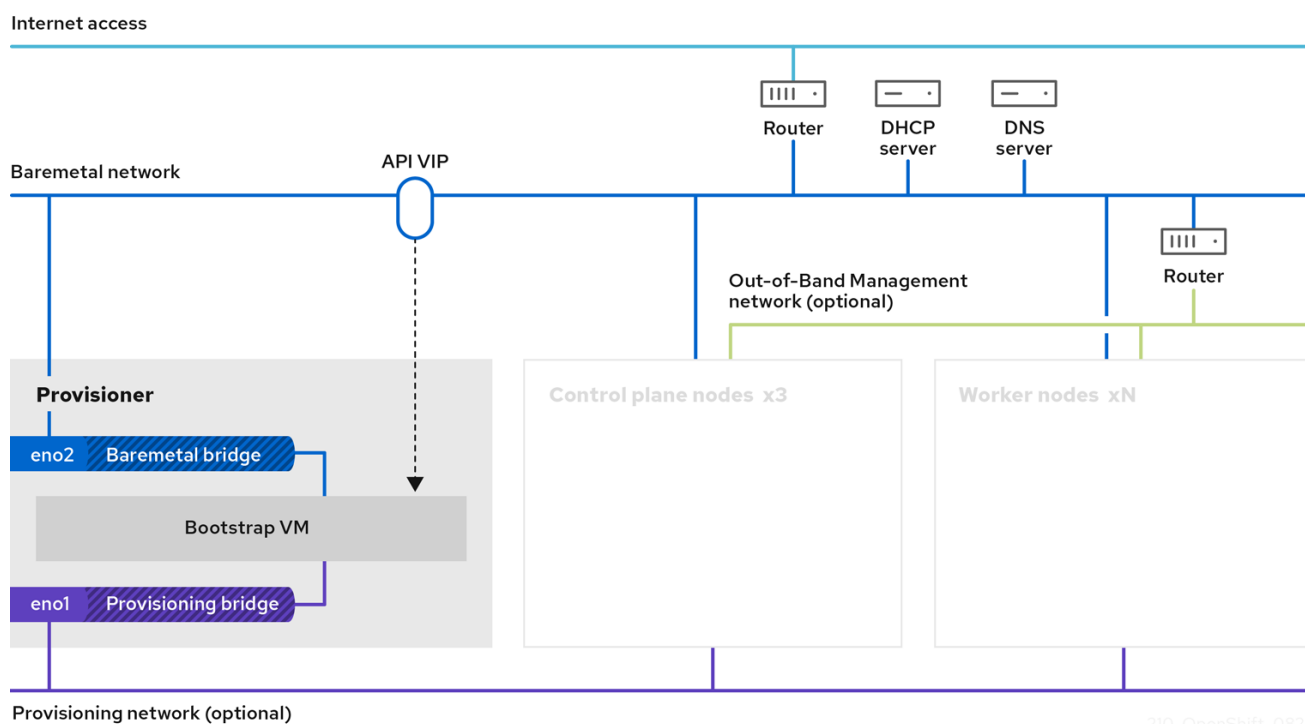 Internet access
Router
DHCP
server
DNS
server
API VIP
Baremetal network
Router
Out-of-Band Management
network (optional)
Provisioner
Control plane nodes x3
Worker nodes xN
eno2
Baremetal bridge
Bootstrap VM
eno1
Provisioning bridge
Provisioning network (optional)